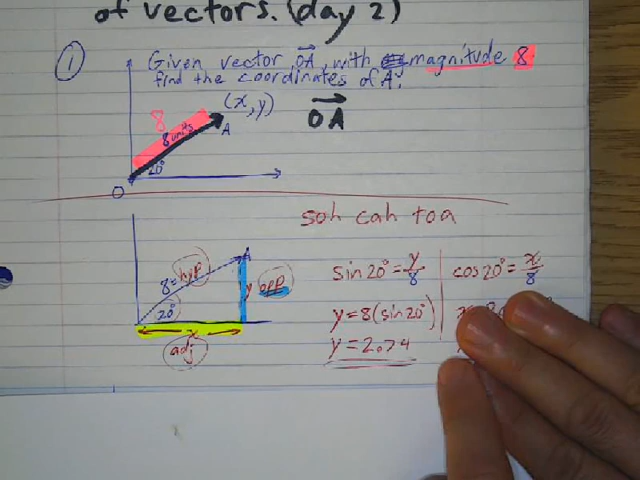 of vectors. (day 2)
① Given vector OA with magnitude 8
find the coordinates of A.
8
(x, y)
OA
8 units
A
20°
O
soh cah toa
A
8 = hyp
y opp
20°
x
adj
sin 20° = y/8
cos 20° = x/8
y = 8(sin 20°)
y = 2.74